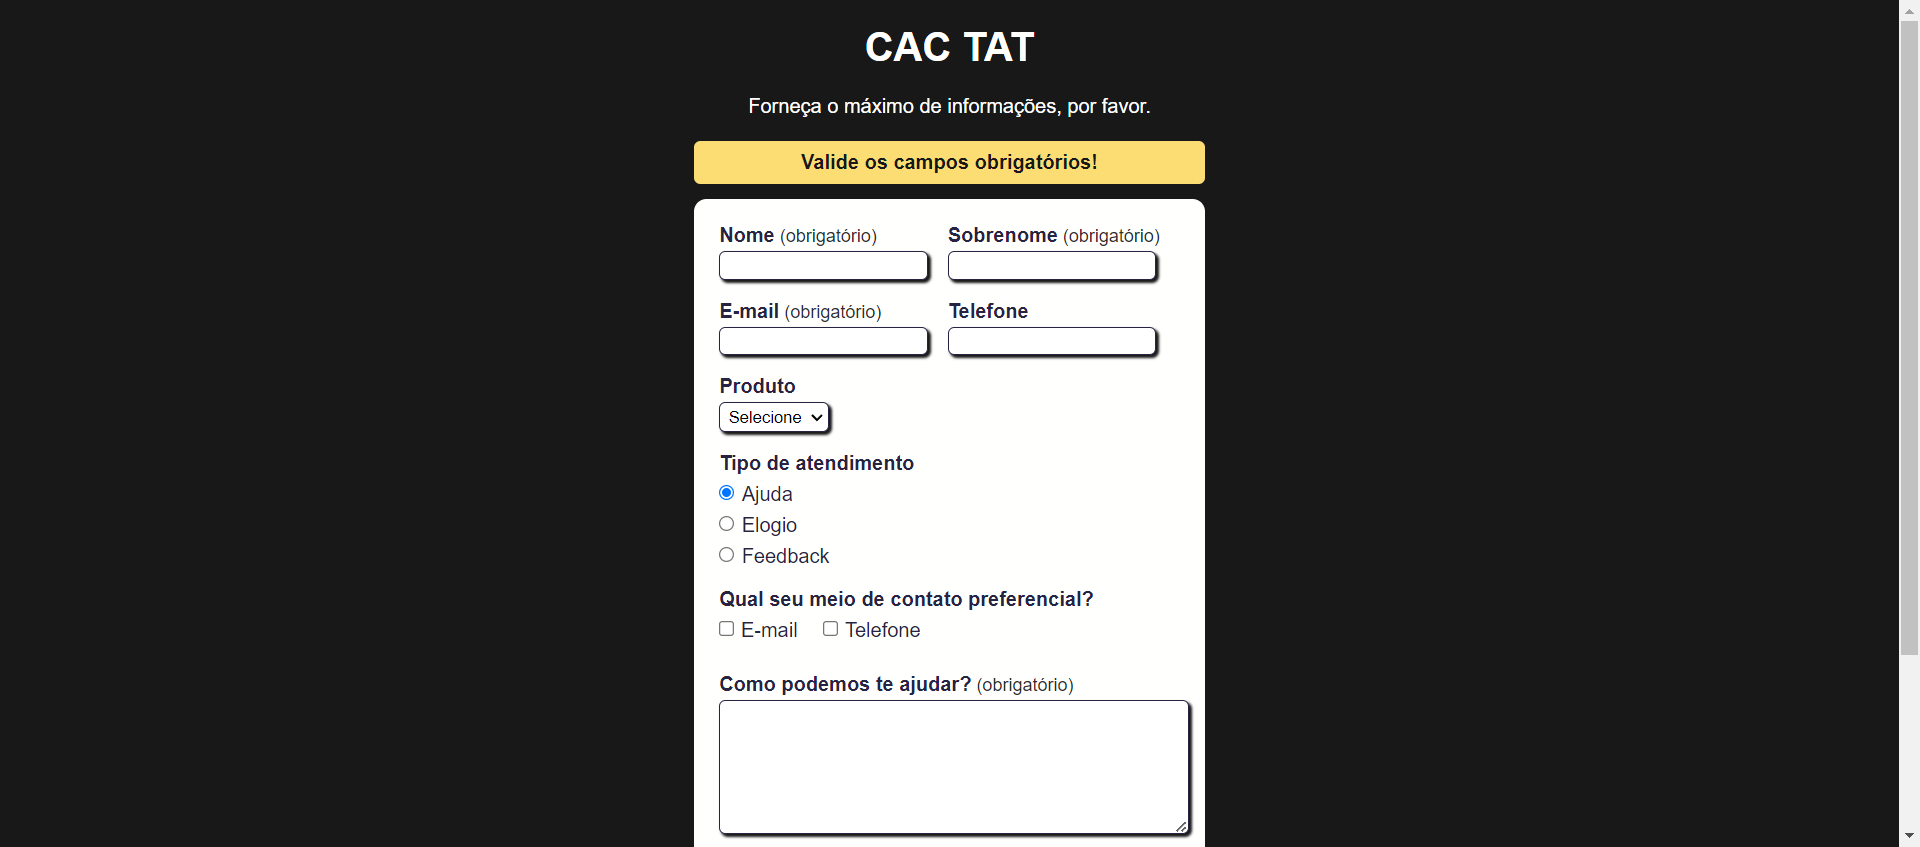 CAC TAT
Forneça o máximo de informações, por favor.
Valide os campos obrigatórios!
Nome (obrigatório) Sobrenome (obrigatório)
E-mail (obrigatório) Telefone
Produto
Selecione
Tipo de atendimento
Ajuda
Elogio
Feedback
Qual seu meio de contato preferencial?
E-mail Telefone
Como podemos te ajudar? (obrigatório)